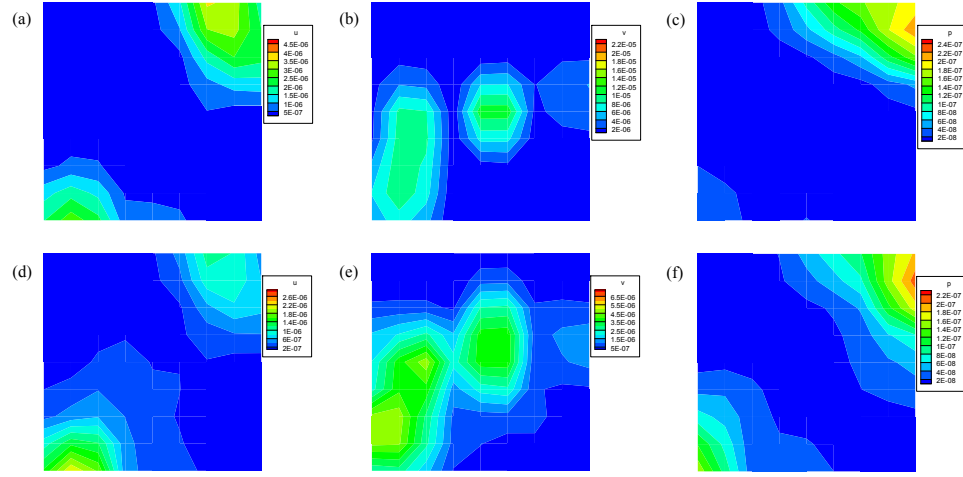 (a)
u
4.5E-06
4E-06
3.5E-06
3E-06
2.5E-06
2E-06
1.5E-06
1E-06
5E-07
(b)
v
2.2E-05
2E-05
1.8E-05
1.6E-05
1.4E-05
1.2E-05
1E-05
8E-06
6E-06
4E-06
2E-06
(c)
p
2.4E-07
2.2E-07
2E-07
1.8E-07
1.6E-07
1.4E-07
1.2E-07
1E-07
8E-08
6E-08
4E-08
2E-08
(d)
u
2.6E-06
2.2E-06
1.8E-06
1.4E-06
1E-06
6E-07
2E-07
(e)
v
6.5E-06
5.5E-06
4.5E-06
3.5E-06
2.5E-06
1.5E-06
5E-07
(f)
p
2.2E-07
2E-07
1.8E-07
1.6E-07
1.4E-07
1.2E-07
1E-07
8E-08
6E-08
4E-08
2E-08